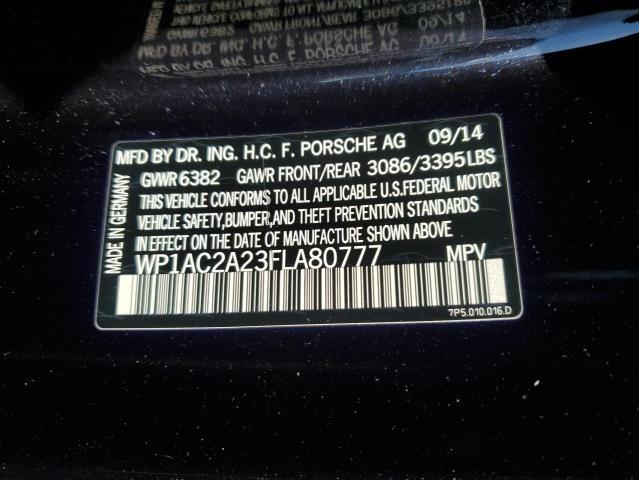 MFD BY DR. ING. H.C. F. PORSCHE AG 09/14
GVWR 6382 GAWR FRONT/REAR 3086/3395LBS
THIS VEHICLE CONFORMS TO ALL APPLICABLE U.S.FEDERAL MOTOR
VEHICLE SAFETY,BUMPER,AND THEFT PREVENTION STANDARDS
IN EFFECT ON THE DATE OF MANUFACTURE SHOWN ABOVE.
WP1AC2A23FLA80777 MPV
7P5.010.016.D
MADE IN GERMANY